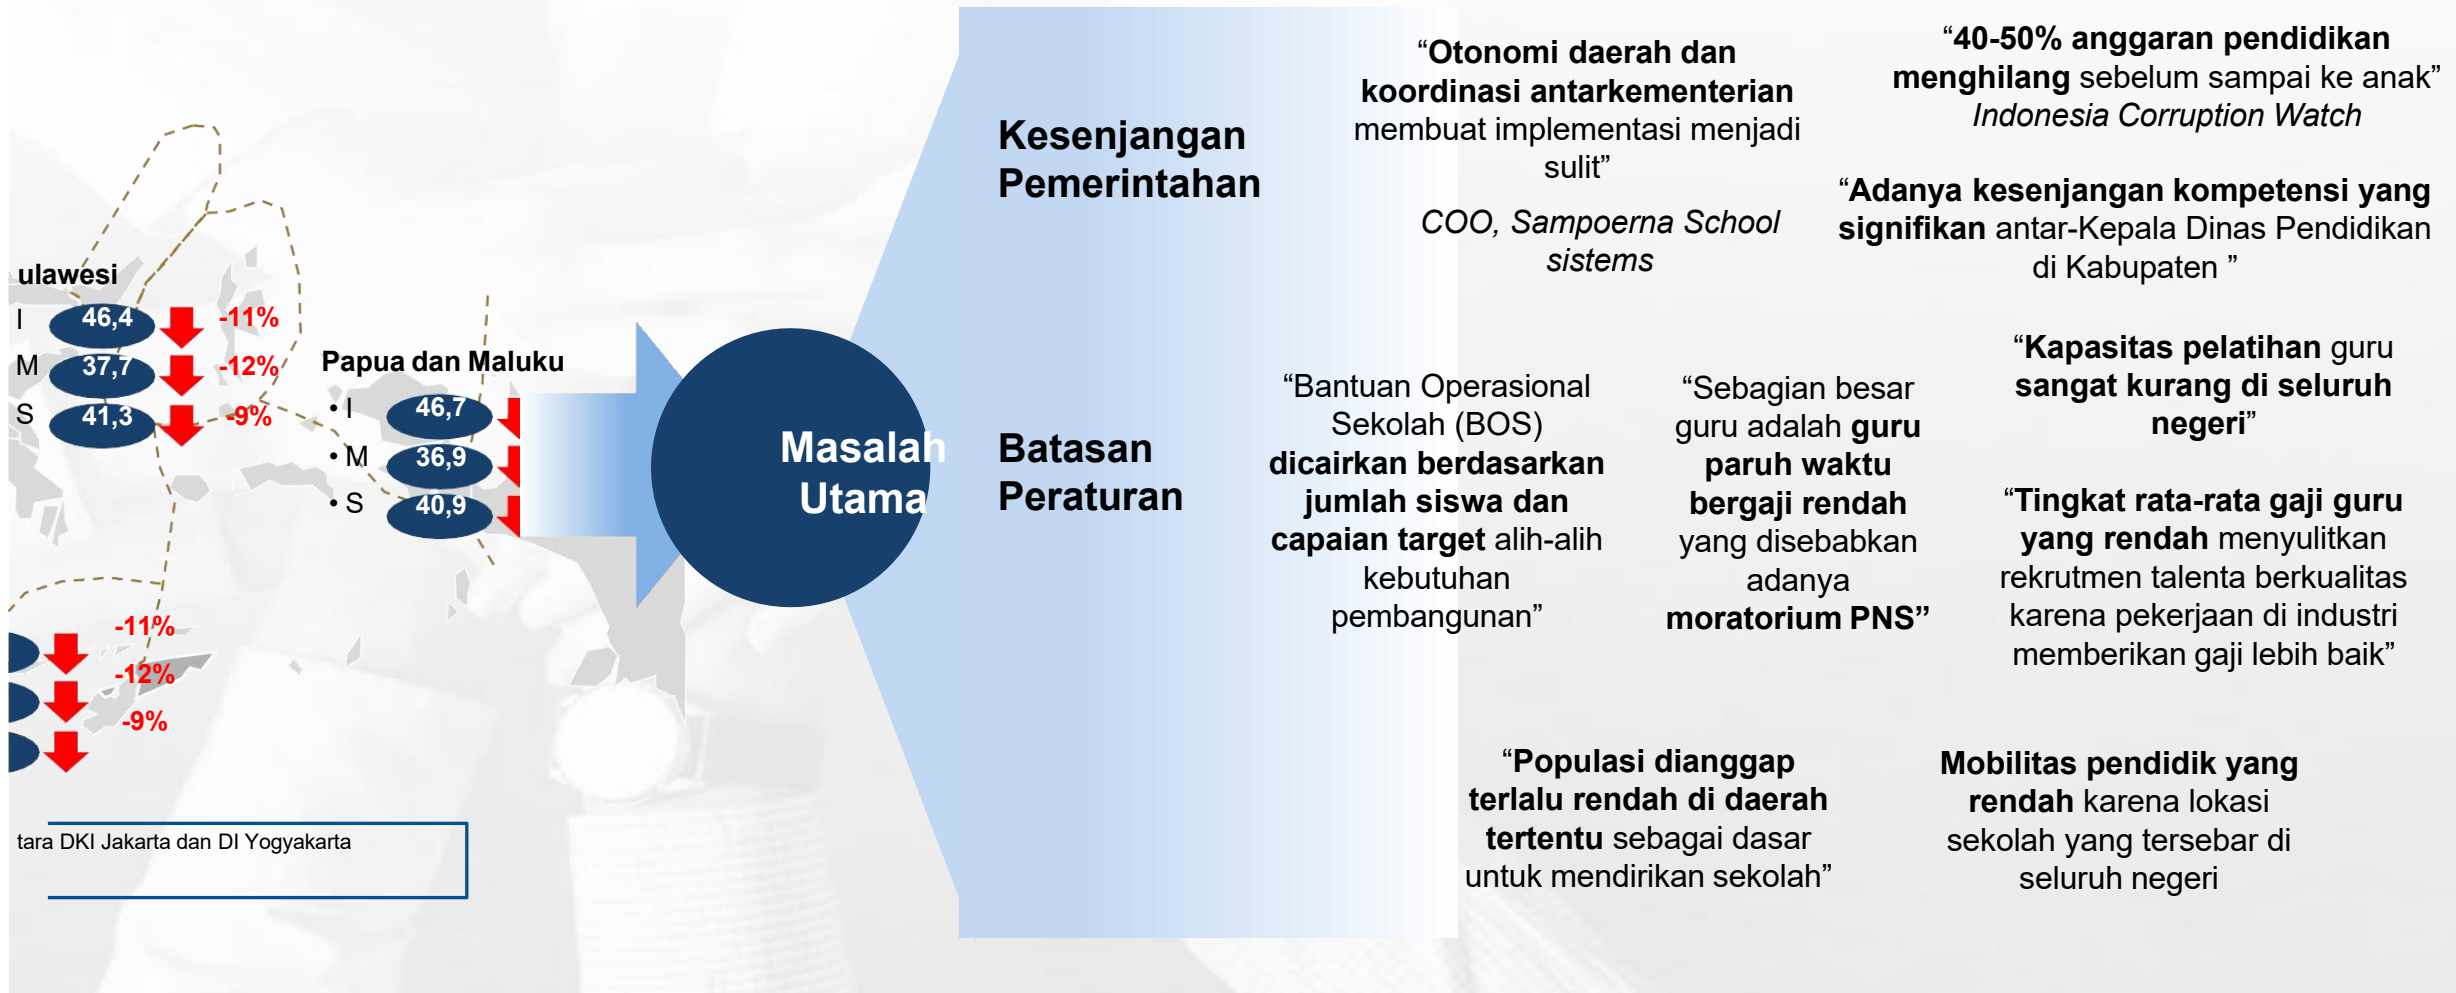 ulawesi
I 46,4 -11%
M 37,7 -12%
S 41,3 -9%
Papua dan Maluku
• I 46,7
• M 36,9
• S 40,9
-11%
-12%
-9%
tara DKI Jakarta dan DI Yogyakarta
Masalah
Utama
Kesenjangan
Pemerintahan
“Otonomi daerah dan
koordinasi antarkementerian
membuat implementasi menjadi
sulit”
COO, Sampoerna School
sistems
“40-50% anggaran pendidikan
menghilang sebelum sampai ke anak”
Indonesia Corruption Watch
“Adanya kesenjangan kompetensi yang
signifikan antar-Kepala Dinas Pendidikan
di Kabupaten ”
Batasan
Peraturan
“Bantuan Operasional
Sekolah (BOS)
dicairkan berdasarkan
jumlah siswa dan
capaian target alih-alih
kebutuhan
pembangunan”
“Sebagian besar
guru adalah guru
paruh waktu
bergaji rendah
yang disebabkan
adanya
moratorium PNS”
“Kapasitas pelatihan guru
sangat kurang di seluruh
negeri”
“Tingkat rata-rata gaji guru
yang rendah menyulitkan
rekrutmen talenta berkualitas
karena pekerjaan di industri
memberikan gaji lebih baik”
“Populasi dianggap
terlalu rendah di daerah
tertentu sebagai dasar
untuk mendirikan sekolah”
Mobilitas pendidik yang
rendah karena lokasi
sekolah yang tersebar di
seluruh negeri